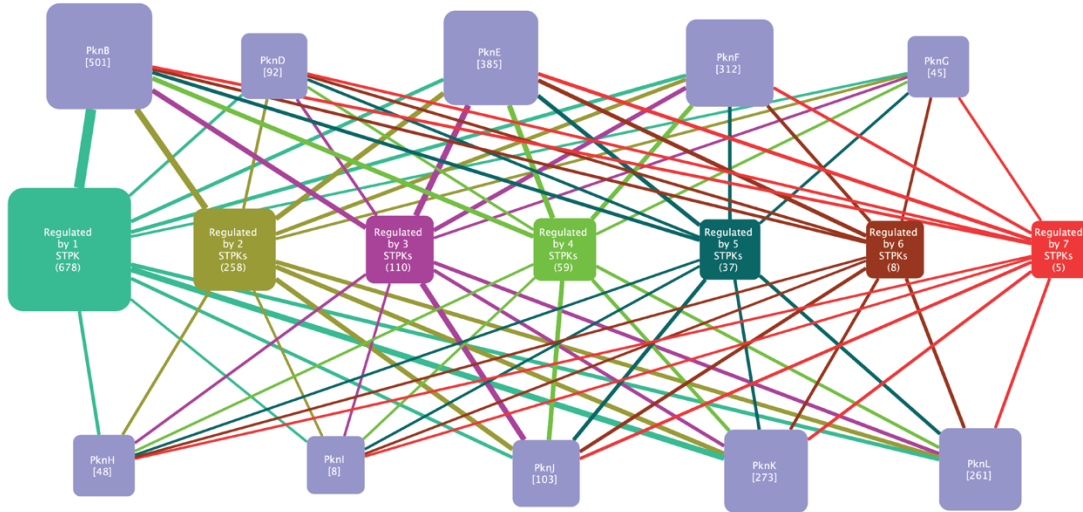 PknB
[501]
PknD
[92]
PknE
[385]
PknF
[312]
PknG
[45]
Regulated
by 1
STPK
(678)
Regulated
by 2
STPKs
(258)
Regulated
by 3
STPKs
(110)
Regulated
by 4
STPKs
(59)
Regulated
by 5
STPKs
(37)
Regulated
by 6
STPKs
(8)
Regulated
by 7
STPKs
(5)
PknH
[48]
PknI
[8]
PknJ
[103]
PknK
[273]
PknL
[261]